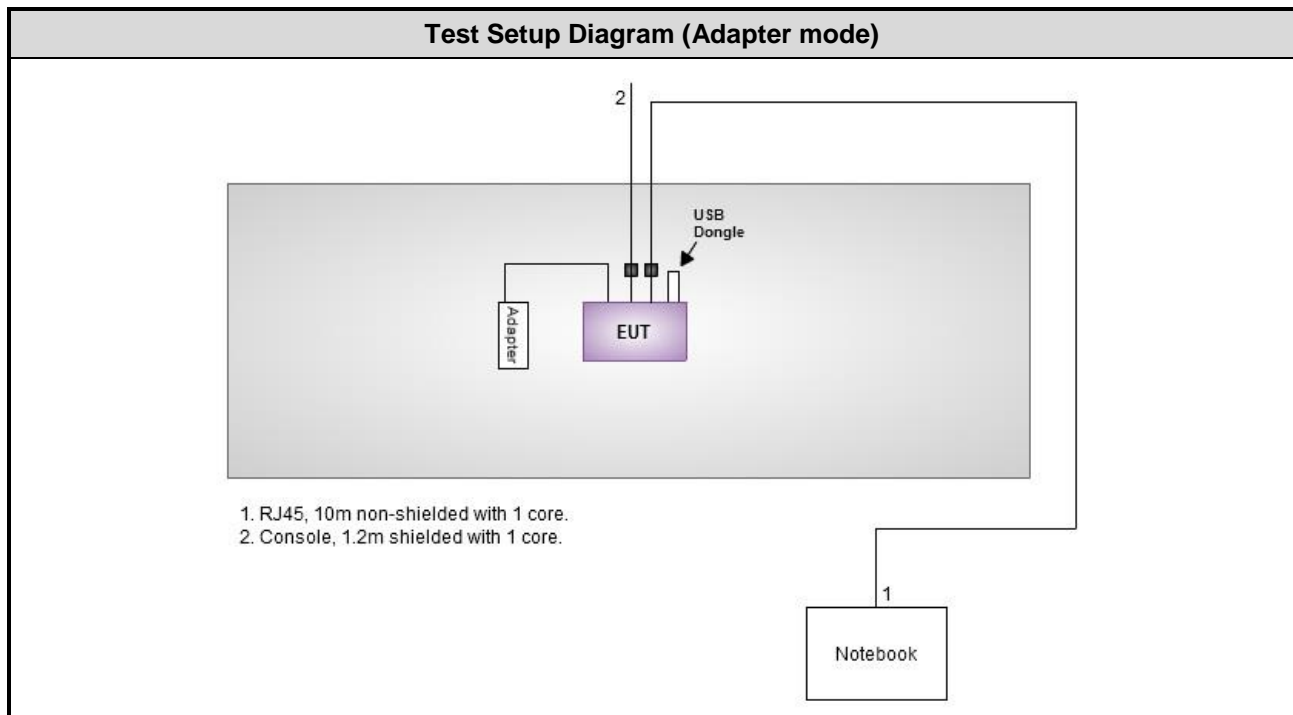 Test Setup Diagram (Adapter mode)
2
USB
Dongle
Adapter
EUT
1. RJ45, 10m non-shielded with 1 core.
2. Console, 1.2m shielded with 1 core.
1
Notebook